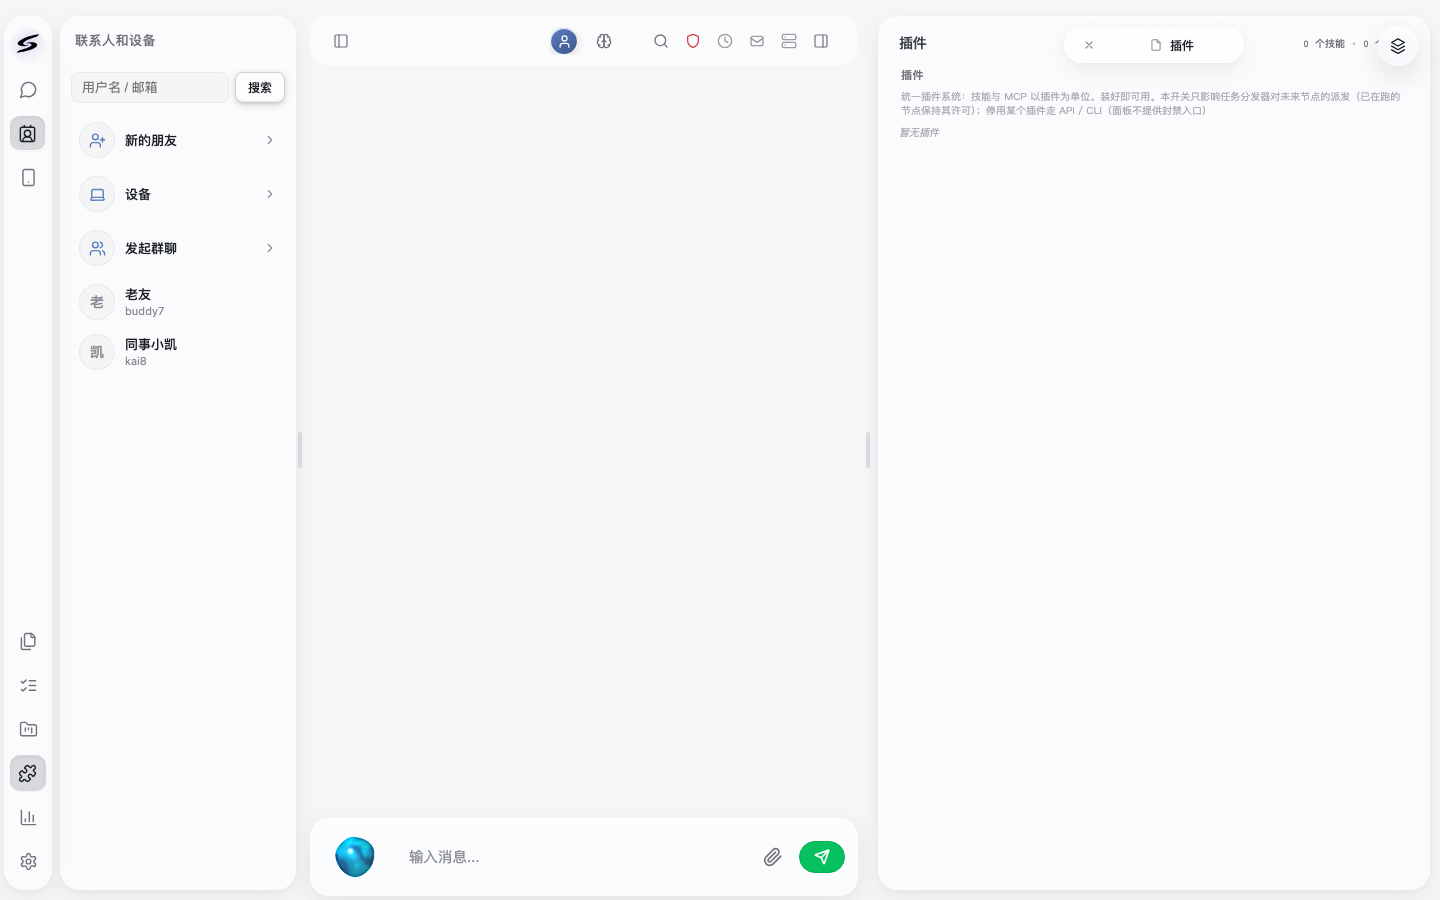 联系人和设备
用户名 / 邮箱
搜索
新的朋友
设备
发起群聊
老
老友
buddy7
凯
同事小凯
kai8
输入消息...
插件
插件
0 个技能 · 0
插件
统一插件系统：技能与 MCP 以插件为单位。装好即可用。本开关只影响任务分发器对未来节点的派发（已在跑的
节点保持其许可）；停用某个插件走 API / CLI（面板不提供封禁入口）
暂无插件